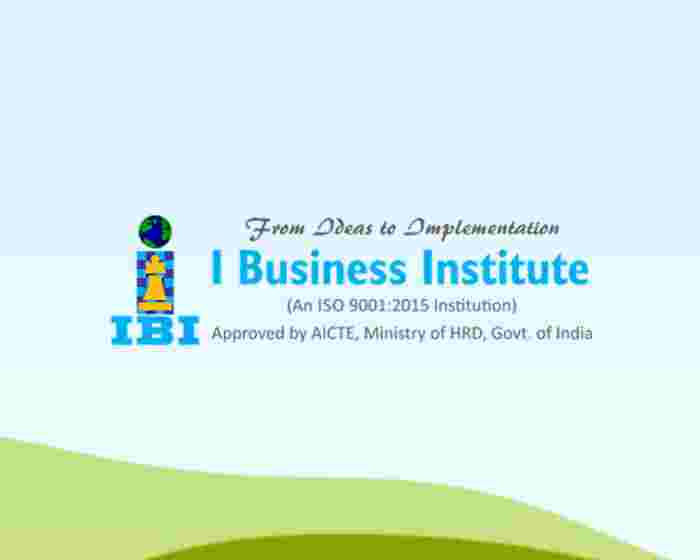 From Ideas to Implementation
I Business Institute
(An ISO 9001:2015 Institution)
IBI
Approved by AICTE, Ministry of HRD, Govt. of India